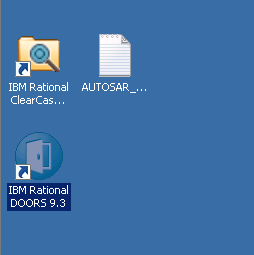 IBM Rational
ClearCas...
AUTOSAR_...
IBM Rational
DOORS 9.3